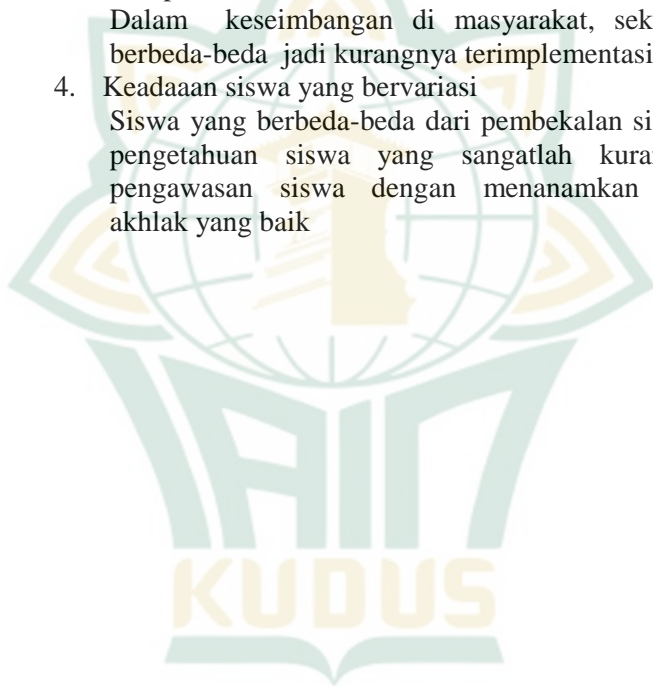 Dalam keseimbangan di masyarakat, sek
berbeda-beda jadi kurangnya terimplementasi
4. Keadaaan siswa yang bervariasi
Siswa yang berbeda-beda dari pembekalan si
pengetahuan siswa yang sangatlah kura
pengawasan siswa dengan menanamkan
akhlak yang baik
IAIN
KUDUS